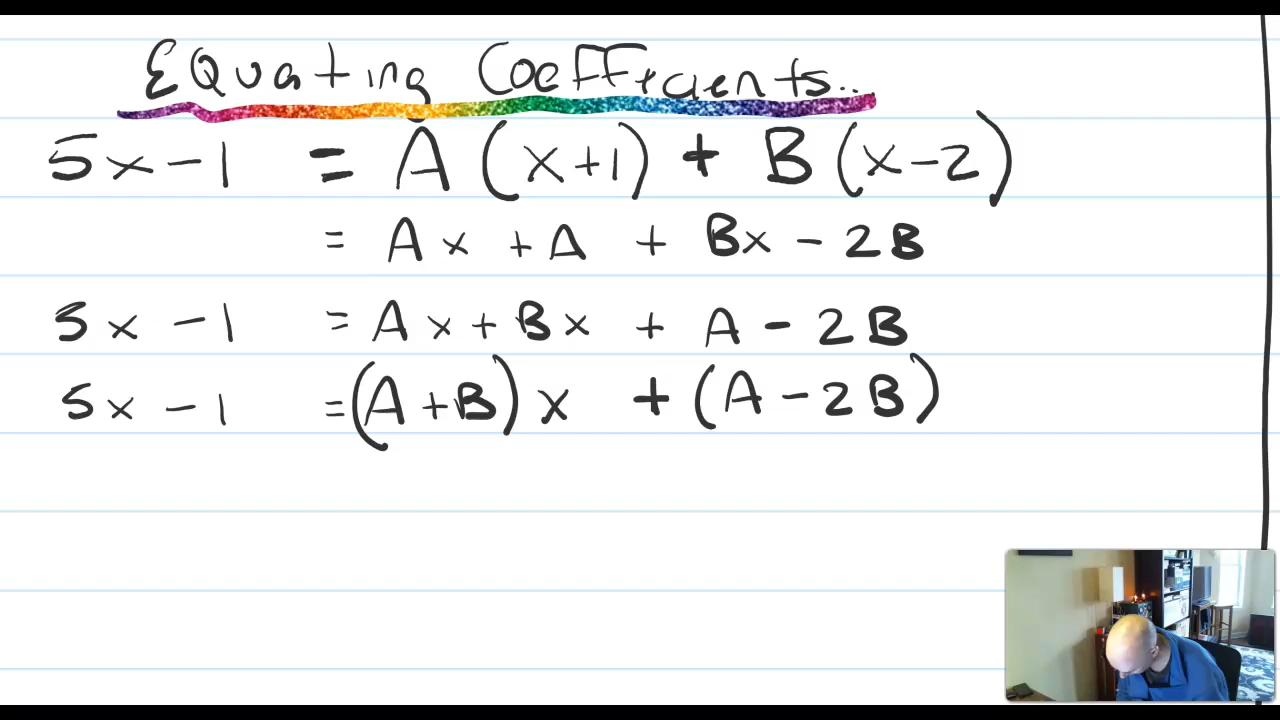 Equating Coefficients...
5x - 1 = A(x+1) + B(x-2)
= Ax + A + Bx - 2B
5x - 1 = Ax + Bx + A - 2B
5x - 1 = (A+B)x + (A - 2B)